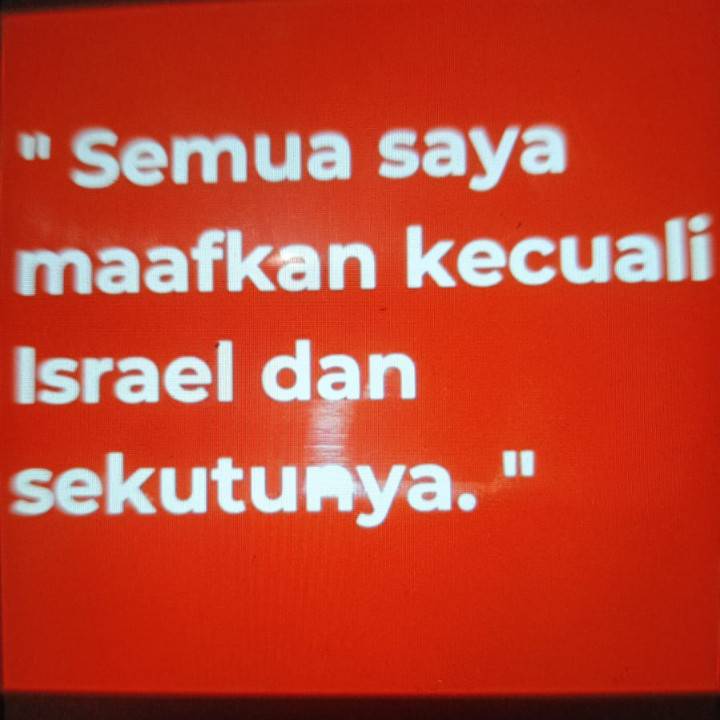 " Semua saya
maafkan kecuali
Israel dan
sekutunya. "